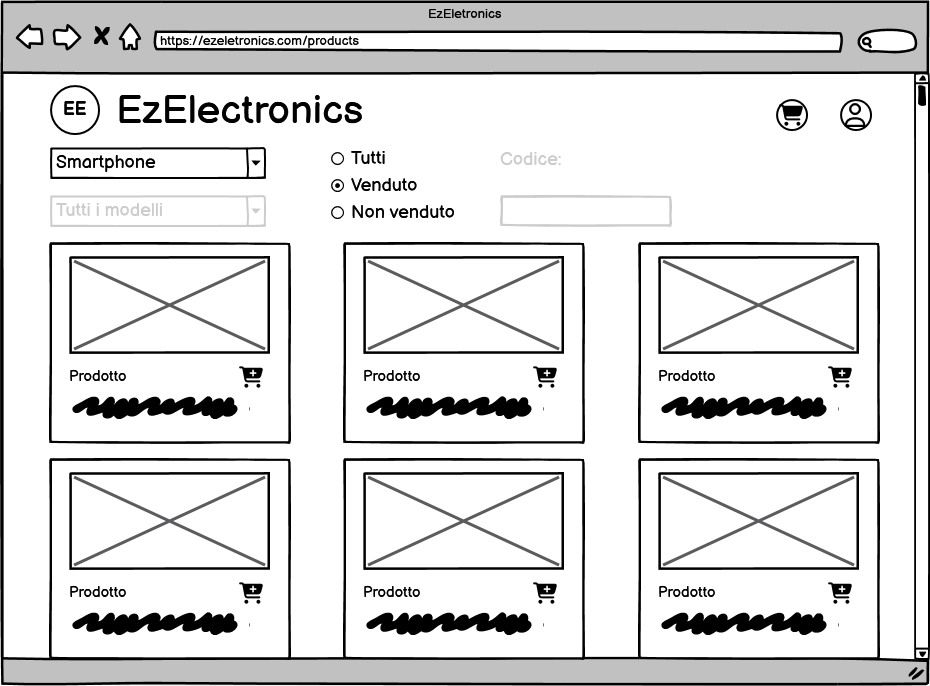 EzEletronics
https://ezeletronics.com/products
EE
EzElectronics
Smartphone
Tutti
Codice:
Venduto
Tutti i modelli
Non venduto
Prodotto
Prodotto
Prodotto
Prodotto
Prodotto
Prodotto